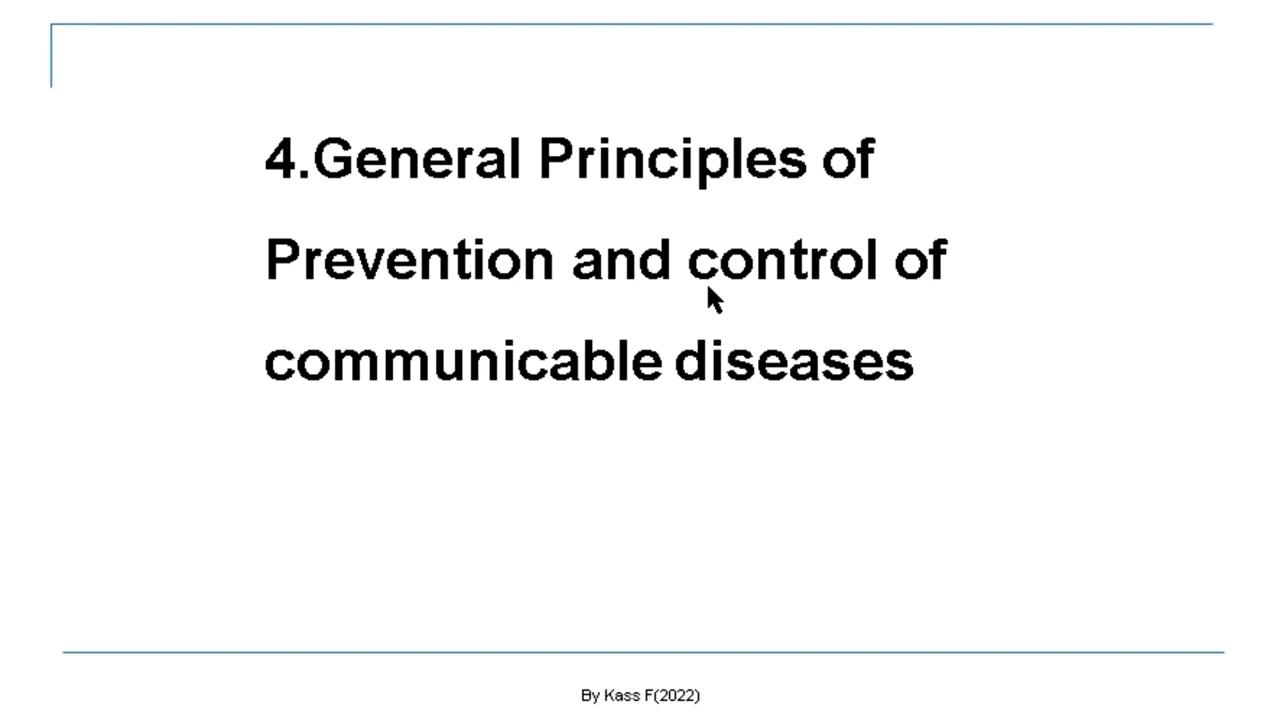 4.General Principles of
Prevention and control of
communicable diseases
By Kass F(2022)